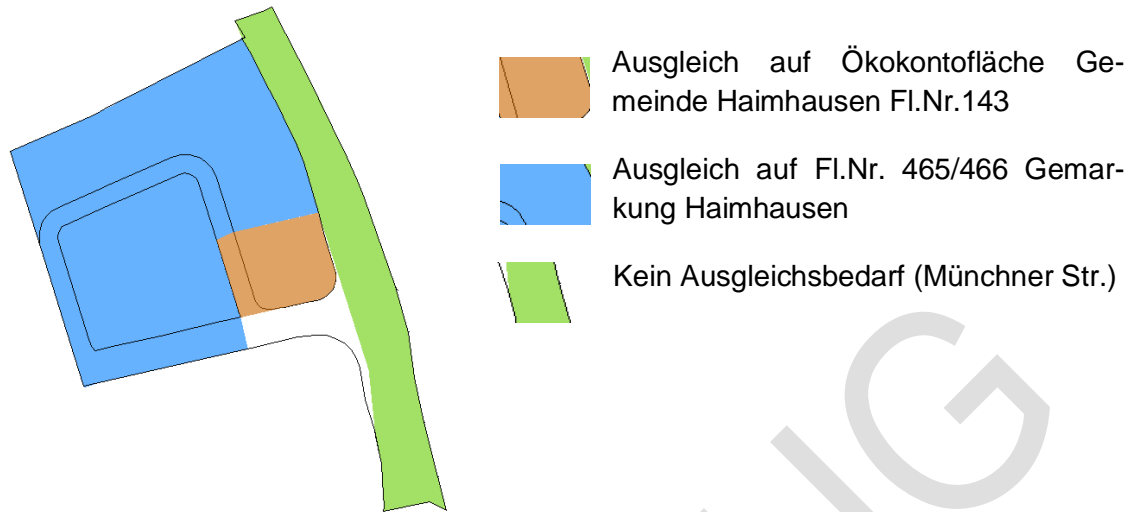 Ausgleich auf Ökokontofläche Ge-
meinde Haimhausen Fl.Nr.143
Ausgleich auf Fl.Nr. 465/466 Gemar-
kung Haimhausen
Kein Ausgleichsbedarf (Münchner Str.)
NG